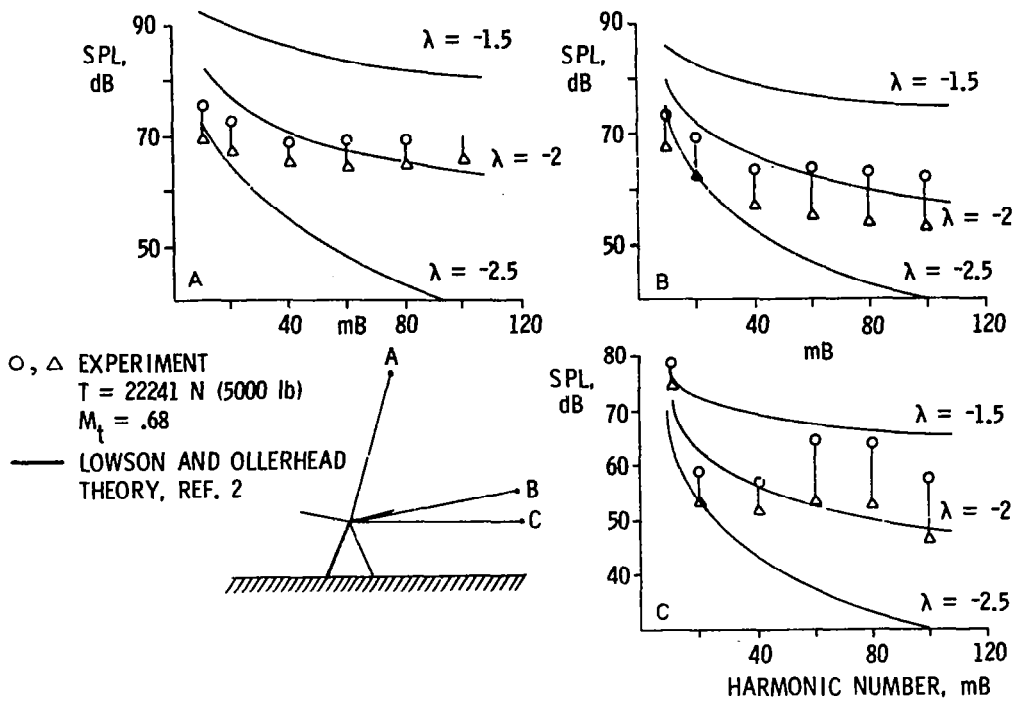 90
SPL,
dB
70
50
λ = -1.5
λ = -2
λ = -2.5
A
40
mB
80
120
90
SPL,
dB
70
50
λ = -1.5
λ = -2
λ = -2.5
B
40
80
120
mB
○, △ EXPERIMENT
T = 22241 N (5000 lb)
Mt = .68
LOWSON AND OLLERHEAD
THEORY, REF. 2
A
B
C
80
SPL,
dB
70
60
50
40
λ = -1.5
λ = -2
λ = -2.5
C
40
80
120
HARMONIC NUMBER, mB